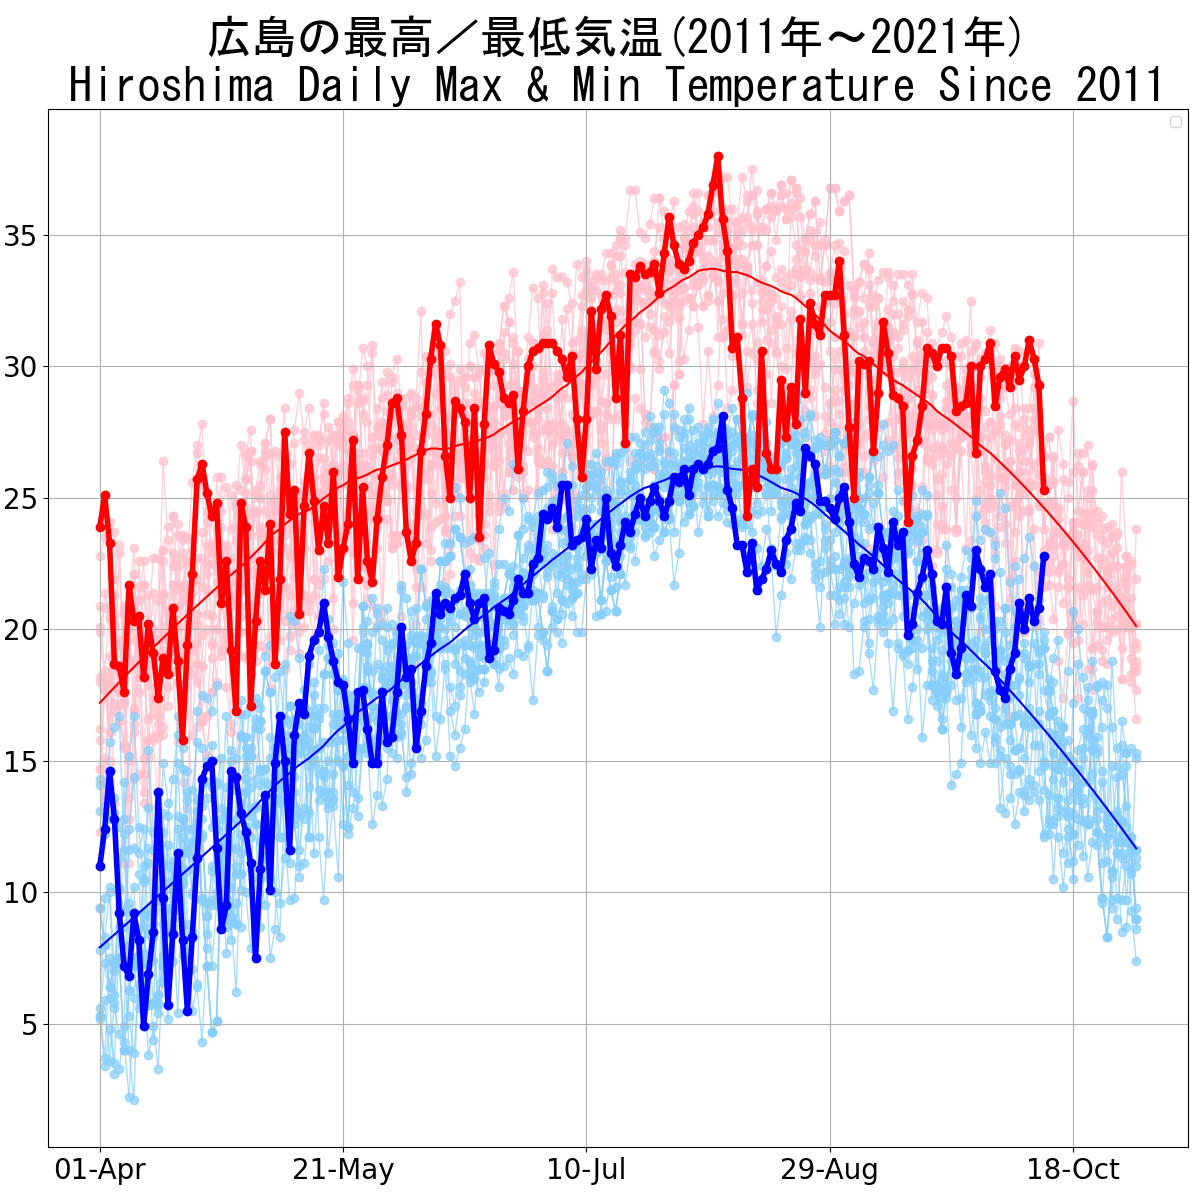 広島の最高／最低気温(2011年～2021年)
Hiroshima Daily Max & Min Temperature Since 2011
35
30
25
20
15
10
5
01-Apr 21-May 10-Jul 29-Aug 18-Oct